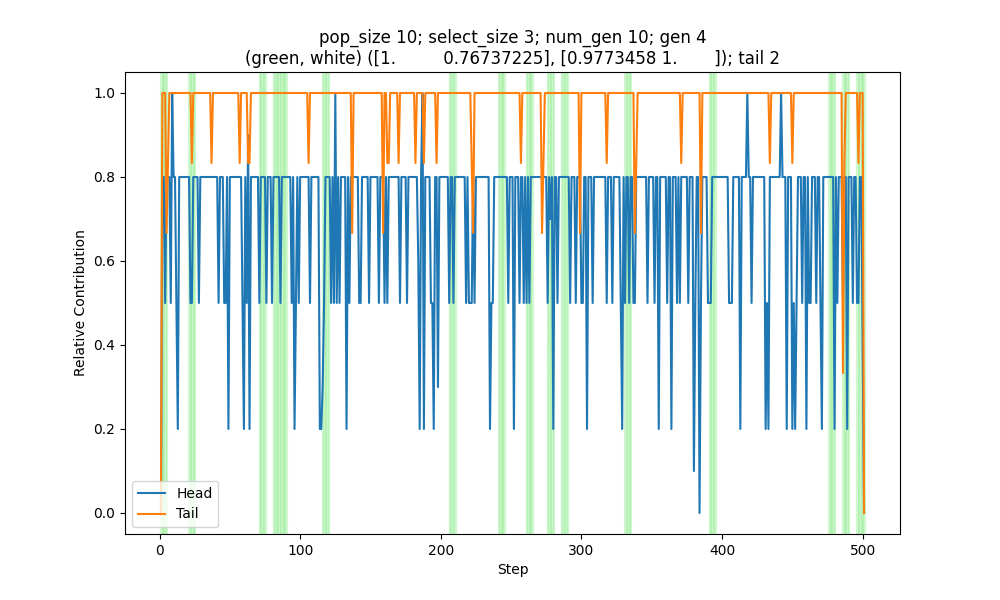 pop_size 10; select_size 3; num_gen 10; gen 4
(green, white) ([1.          0.76737225], [0.9773458 1.        ]); tail 2
1.0
0.8
0.6
0.4
0.2
0.0
Relative Contribution
Head
Tail
0
100
200
300
400
500
Step